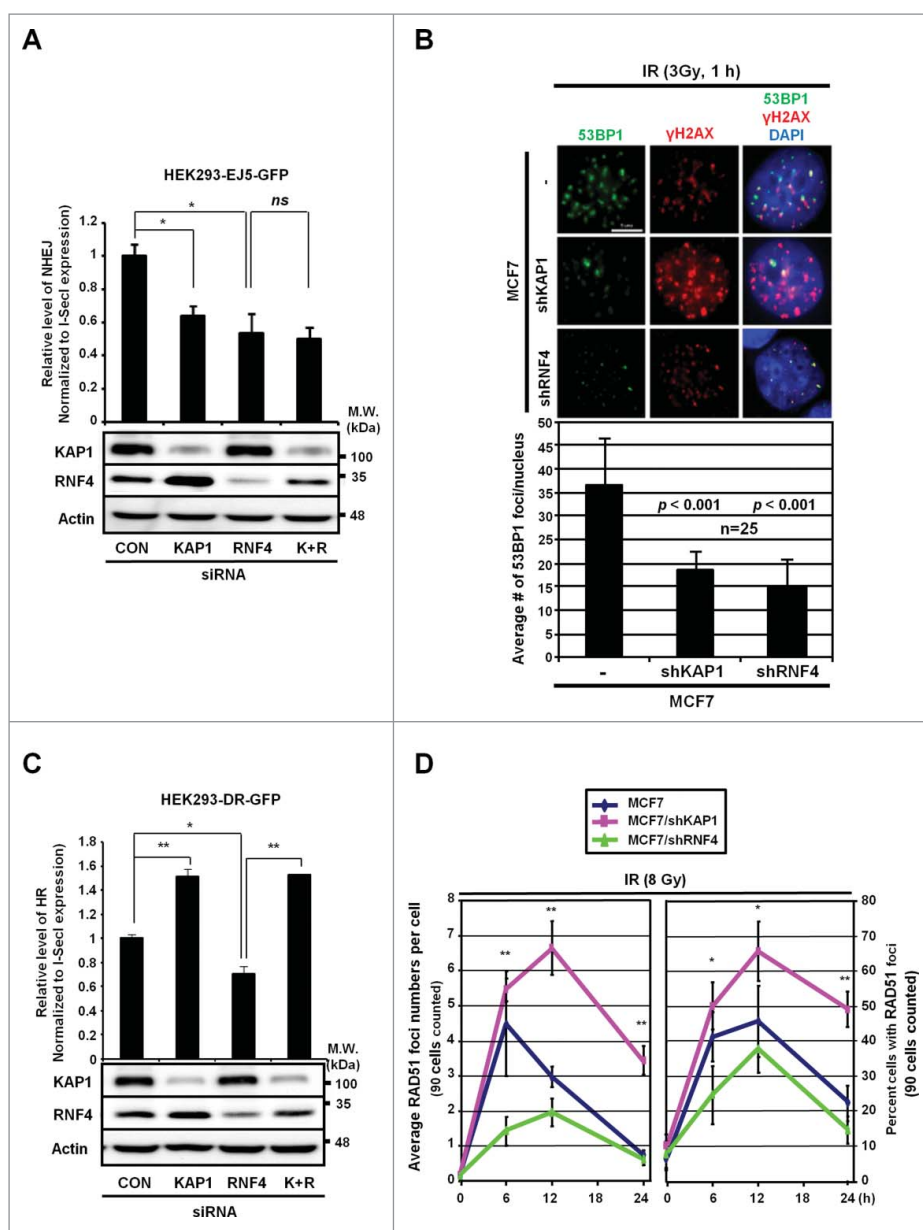 A
HEK293-EJ5-GFP
*
*
ns
Relative level of NHEJ
Normalized to I-SecI expression)
1.2
1
0.8
0.6
0.4
0.2
0
M.W.
(kDa)
KAP1
100
RNF4
35
Actin
48
CON KAP1 RNF4 K+R
siRNA
B
IR (3Gy, 1 h)
53BP1
γH2AX
53BP1
γH2AX
DAPI
MCF7
-
shKAP1
shRNF4
Average # of 53BP1 foci/nucleus
50
45
40
35
30
25
20
15
10
5
0
p < 0.001
p < 0.001
n=25
- shKAP1 shRNF4
MCF7
C
HEK293-DR-GFP
*
**
**
Relative level of HR
Normalized to I-SecI expression)
1.8
1.6
1.4
1.2
1
0.8
0.6
0.4
0.2
0
M.W.
(kDa)
KAP1
100
RNF4
35
Actin
48
CON KAP1 RNF4 K+R
siRNA
D
MCF7
MCF7/shKAP1
MCF7/shRNF4
IR (8 Gy)
Average RAD51 foci numbers per cell
(90 cells counted)
8
7
6
5
4
3
2
1
0
**
**
**
0 6 12 18 24
*
*
**
80
70
60
50
40
30
20
10
0
Percent cells with RAD51 foci
(90 cells counted)
0 6 12 18 24 (h)